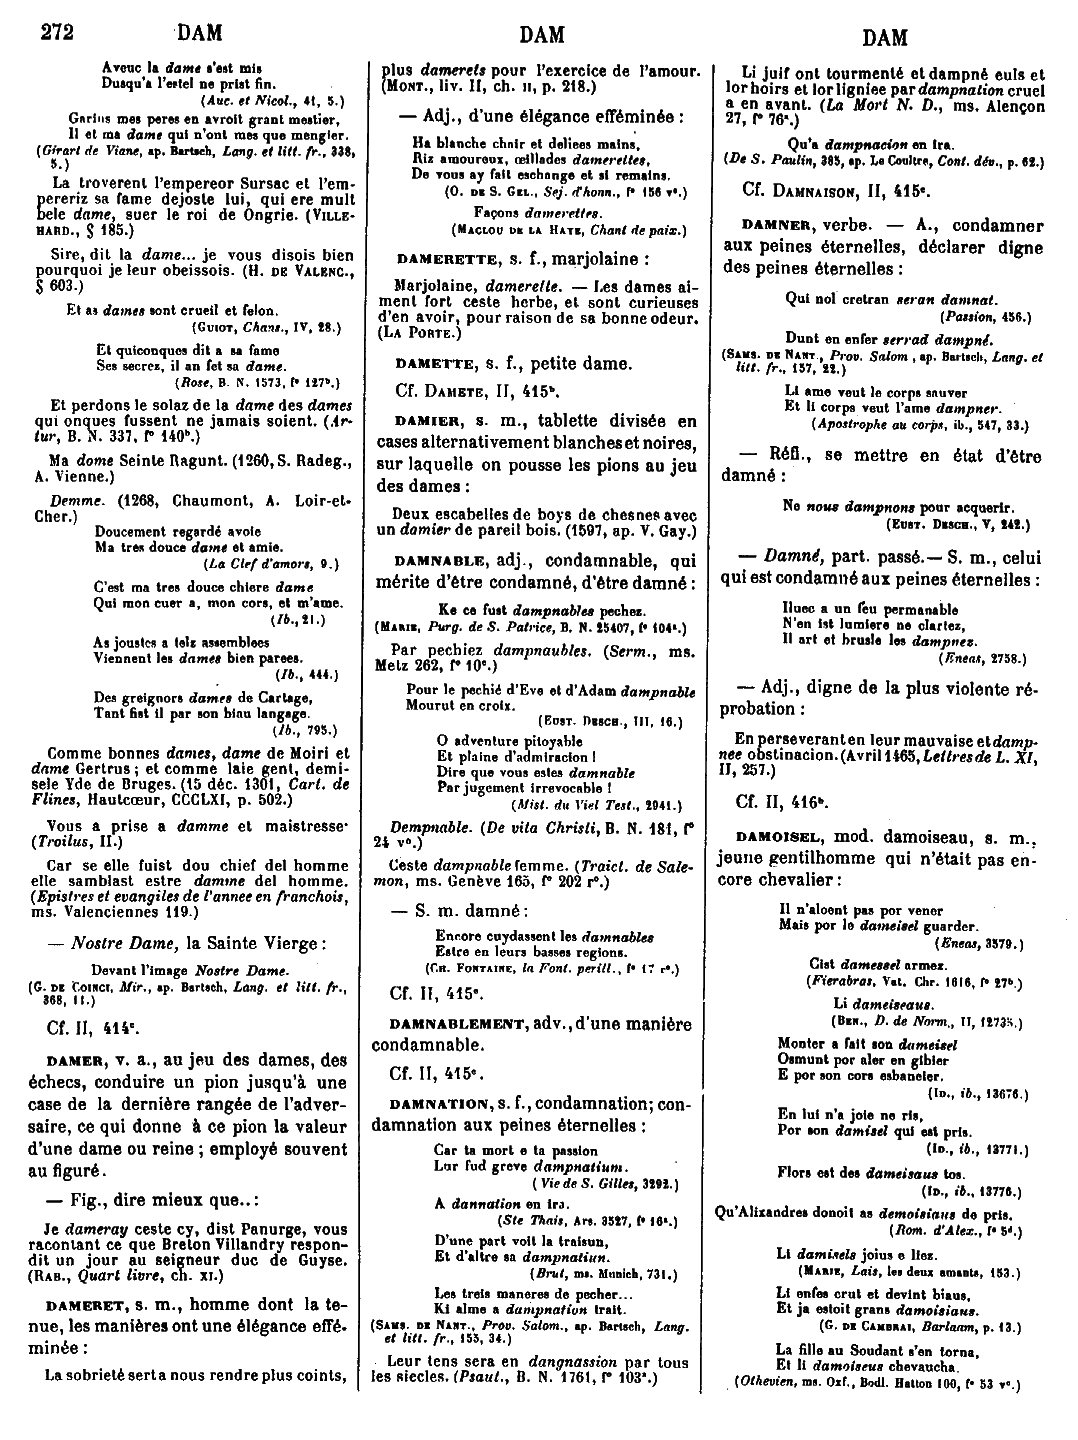 272 DAM DAM DAM
Aveuc la dame s'est mis
Dusqu'a l'estel ne prist fin.
(Auc. et Nicol., 41, 5.)
Garins mes peres en avroit grant mestier,
Il et ma dame qui n'ont mes que mengier.
(Girart de Viane, ap. Bartsch, Lang. et litt. fr., 338,
5.)
La troverent l'empereor Sursac et l'em-
pereriz sa fame dejoste lui, qui ere mult
bele dame, suer le roi de Ongrie. (VILLE-
HARD., § 185.)
Sire, dit la dame... je vous disois bien
pourquoi je leur obeissois. (H. DE VALENC.,
§ 603.)
Et as dames sont crueil et felon.
(GUIOT, Chans., IV, 28.)
Et quiconques dit a sa fame
Ses secrez, il an fet sa dame.
(Rose, B. N. 1573, f° 127ᵇ.)
Et perdons le solaz de la dame des dames
qui onques fussent ne jamais soient. (Ar-
tur, B. N. 337, f° 140ᵇ.)
Ma dome Seinte Ragunt. (1260, S. Radeg.,
A. Vienne.)
Demme. (1268, Chaumont, A. Loir-et-
Cher.)
Doucement regardé avoie
Ma tres douce dame et amie.
(La Clef d'amors, 9.)
C'est ma tres douce chiere dame
Qui mon cuer a, mon cors, et m'ame.
(Ib., 21.)
As joustes a telz assemblees
Viennent les dames bien parees.
(Ib., 444.)
Des greignors dames de Cartage,
Tant fist il par son biau langage.
(Ib., 795.)
Comme bonnes dames, dame de Moiri et
dame Gertrus ; et comme laie gent, demi-
sele Yde de Bruges. (15 déc. 1301, Cart. de
Flines, Hautcœur, CCCLXI, p. 502.)
Vous a prise a damme et maistresse·
(Troilus, II.)
Car se elle fuist dou chief del homme
elle samblast estre damme del homme.
(Epistres et evangiles de l'annee en franchois,
ms. Valenciennes 119.)
— Nostre Dame, la Sainte Vierge :
Devant l'image Nostre Dame.
(G. DE COINCI, Mir., ap. Bartsch, Lang. et litt. fr.,
368, 11.)
Cf. II, 414ᶜ.
DAMER, v. a., au jeu des dames, des
échecs, conduire un pion jusqu'à une
case de la dernière rangée de l'adver-
saire, ce qui donne à ce pion la valeur
d'une dame ou reine ; employé souvent
au figuré.
— Fig., dire mieux que.. :
Je dameray ceste cy, dist Panurge, vous
racontant ce que Breton Villandry respon-
dit un jour au seigneur duc de Guyse.
(RAB., Quart livre, ch. XI.)
DAMERET, s. m., homme dont la te-
nue, les manières ont une élégance effé-
minée :
La sobrieté sert a nous rendre plus coints,
plus damerets pour l'exercice de l'amour.
(MONT., liv. II, ch. II, p. 218.)
— Adj., d'une élégance efféminée :
Ha blanche chair et delices mains,
Riz amoureux, œillades damerettes,
De vous ay fait eschange et si remains.
(O. DE S. GEL., Sej. d'honn., f° 156 v°.)
Façons damerettes.
(MACLOU DE LA HAYE, Chant de paix.)
DAMERETTE, s. f., marjolaine :
Marjolaine, damerette. — Les dames ai-
ment fort ceste herbe, et sont curieuses
d'en avoir, pour raison de sa bonne odeur.
(LA PORTE.)
DAMETTE, s. f., petite dame.
Cf. DAMETE, II, 415ᵇ.
DAMIER, s. m., tablette divisée en
cases alternativement blanches et noires,
sur laquelle on pousse les pions au jeu
des dames :
Deux escabelles de boys de chesnes avec
un damier de pareil bois. (1597, ap. V. Gay.)
DAMNABLE, adj., condamnable, qui
mérite d'être condamné, d'être damné :
Ke ce fust dampnables pechez.
(MARIE, Purg. de S. Patrice, B. N. 25407, f° 104ᵃ.)
Par pechiez dampnaubles. (Serm., ms.
Metz 262, f° 10ᶜ.)
Pour le pechié d'Eve et d'Adam dampnable
Mourut en croix.
(EUST. DESCH., III, 16.)
O adventure pitoyable
Et plaine d'admiracion !
Dire que vous estes damnable
Par jugement irrevocable !
(Mist. du Viel Test., 2941.)
Dempnable. (De vita Christi, B. N. 181, f°
24 v°.)
Ceste dampnable femme. (Traict. de Sale-
mon, ms. Genève 165, f° 202 r°.)
— S. m. damné :
Encore cuydassent les damnables
Estre en leurs basses regions.
(CH. FONTAINE, la Font. perill., f° 17 r°.)
Cf. II, 415ᶜ.
DAMNABLEMENT, adv., d'une manière
condamnable.
Cf. II, 415ᶜ.
DAMNATION, s. f., condamnation; con-
damnation aux peines éternelles :
Car ta mort e ta passion
Lur fud greve dampnatium.
(Vie de S. Gilles, 3292.)
A dannation en ira.
(Ste Thais, Ars. 3527, f° 16ᵃ.)
D'une part voit la traisun,
Et d'altre sa dampnatiun.
(Brut, ms. Munich, 731.)
Les treis maneres de pecher...
Ki alme a dampnatiun trait.
(SANS. DE NANT., Prov. Salom., ap. Bartsch, Lang.
et litt. fr., 155, 34.)
Leur tens sera en dangnassion par tous
les siecles. (Psaut., B. N. 1761, f° 103ᵃ.)
Li juif ont tourmenté et dampné euls et
lor hoirs et lor ligniee par dampnation cruel
a en avant. (La Mort N. D., ms. Alençon
27, f° 76ᵃ.)
Qu'a dampnacion en ira.
(De S. Paulin, 385, ap. Le Coultre, Cont. dév., p. 62.)
Cf. DAMNAISON, II, 415ᶜ.
DAMNER, verbe. — A., condamner
aux peines éternelles, déclarer digne
des peines éternelles :
Qui nol cretran seran damnat.
(Passion, 456.)
Dunt en enfer serrad dampné.
(SANS. DE NANT., Prov. Salom , ap. Bartsch, Lang. et
litt. fr., 157, 22.)
Li ame veut le corps sauver
Et li corps veut l'ame dampner.
(Apostrophe au corps, ib., 547, 33.)
— Réfl., se mettre en état d'être
damné :
Ne nous dampnons pour acquerir.
(EUST. DESCH., V, 242.)
— Damné, part. passé. — S. m., celui
qui est condamné aux peines éternelles :
Iluec a un feu permanable
N'en ist lumiere ne clartez,
Il art et brusle les dampnez.
(Eneas, 2758.)
— Adj., digne de la plus violente ré-
probation :
En perseverant en leur mauvaise et damp-
nee obstinacion. (Avril 1465, Lettres de L. XI,
II, 257.)
Cf. II, 416ᵇ.
DAMOISEL, mod. damoiseau, s. m.,
jeune gentilhomme qui n'était pas en-
core chevalier :
Il n'aloent pas por vener
Mais por le dameisel guarder.
(Eneas, 3579.)
Cist damessel armez.
(Fierabras, Vat. Chr. 1616, f° 27ᵇ.)
Li dameiseaus.
(BEN., D. de Norm., II, 12735.)
Monter a fait son dameisel
Osmunt por aler en gibier
E por son cors esbaneier.
(ID., ib., 13676.)
En lui n'a joie ne ris,
Por son damisel qui est pris.
(ID., ib., 13771.)
Flors est des dameisaus tos.
(ID., ib., 13776.)
Qu'Alixandres donoit as demoisiaus de pris.
(Rom. d'Alex., f° 5ᵈ.)
Li damisels joius e liez.
(MARIE, Lais, les deux amants, 153.)
Li enfes crut et devint biaus,
Et ja estoit grans damoisiaus.
(G. DE CAMBRAI, Barlaam, p. 13.)
La fille au Soudant s'en torna,
Et li damoiseus chevaucha.
(Othevien, ms. Oxf., Bodl. Hatton 100, f° 53 v°.)